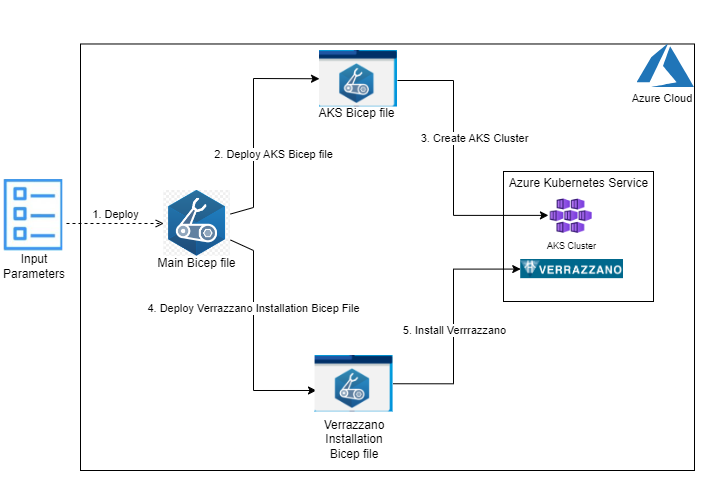 Azure Cloud
AKS Bicep file
3. Create AKS Cluster
2. Deploy AKS Bicep file
Azure Kubernetes Service
1. Deploy
AKS Cluster
Input
Parameters
Main Bicep file
VERRAZZANO
4. Deploy Verrazzano Installation Bicep File
5. Install Verrrazzano
Verrazzano
Installation
Bicep file